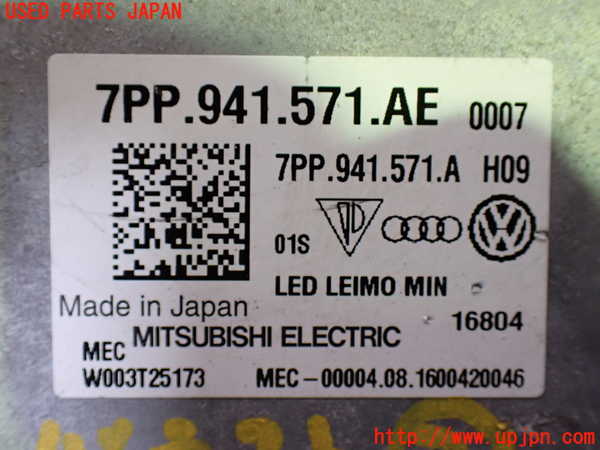 USED PARTS JAPAN
7PP.941.571.AE 0007
7PP.941.571.A H09
01S
LED LEIMO MIN
Made in Japan 16804
MEC MITSUBISHI ELECTRIC
W003T25173 MEC-00004.08.1600420046
http://www.upjpn.com